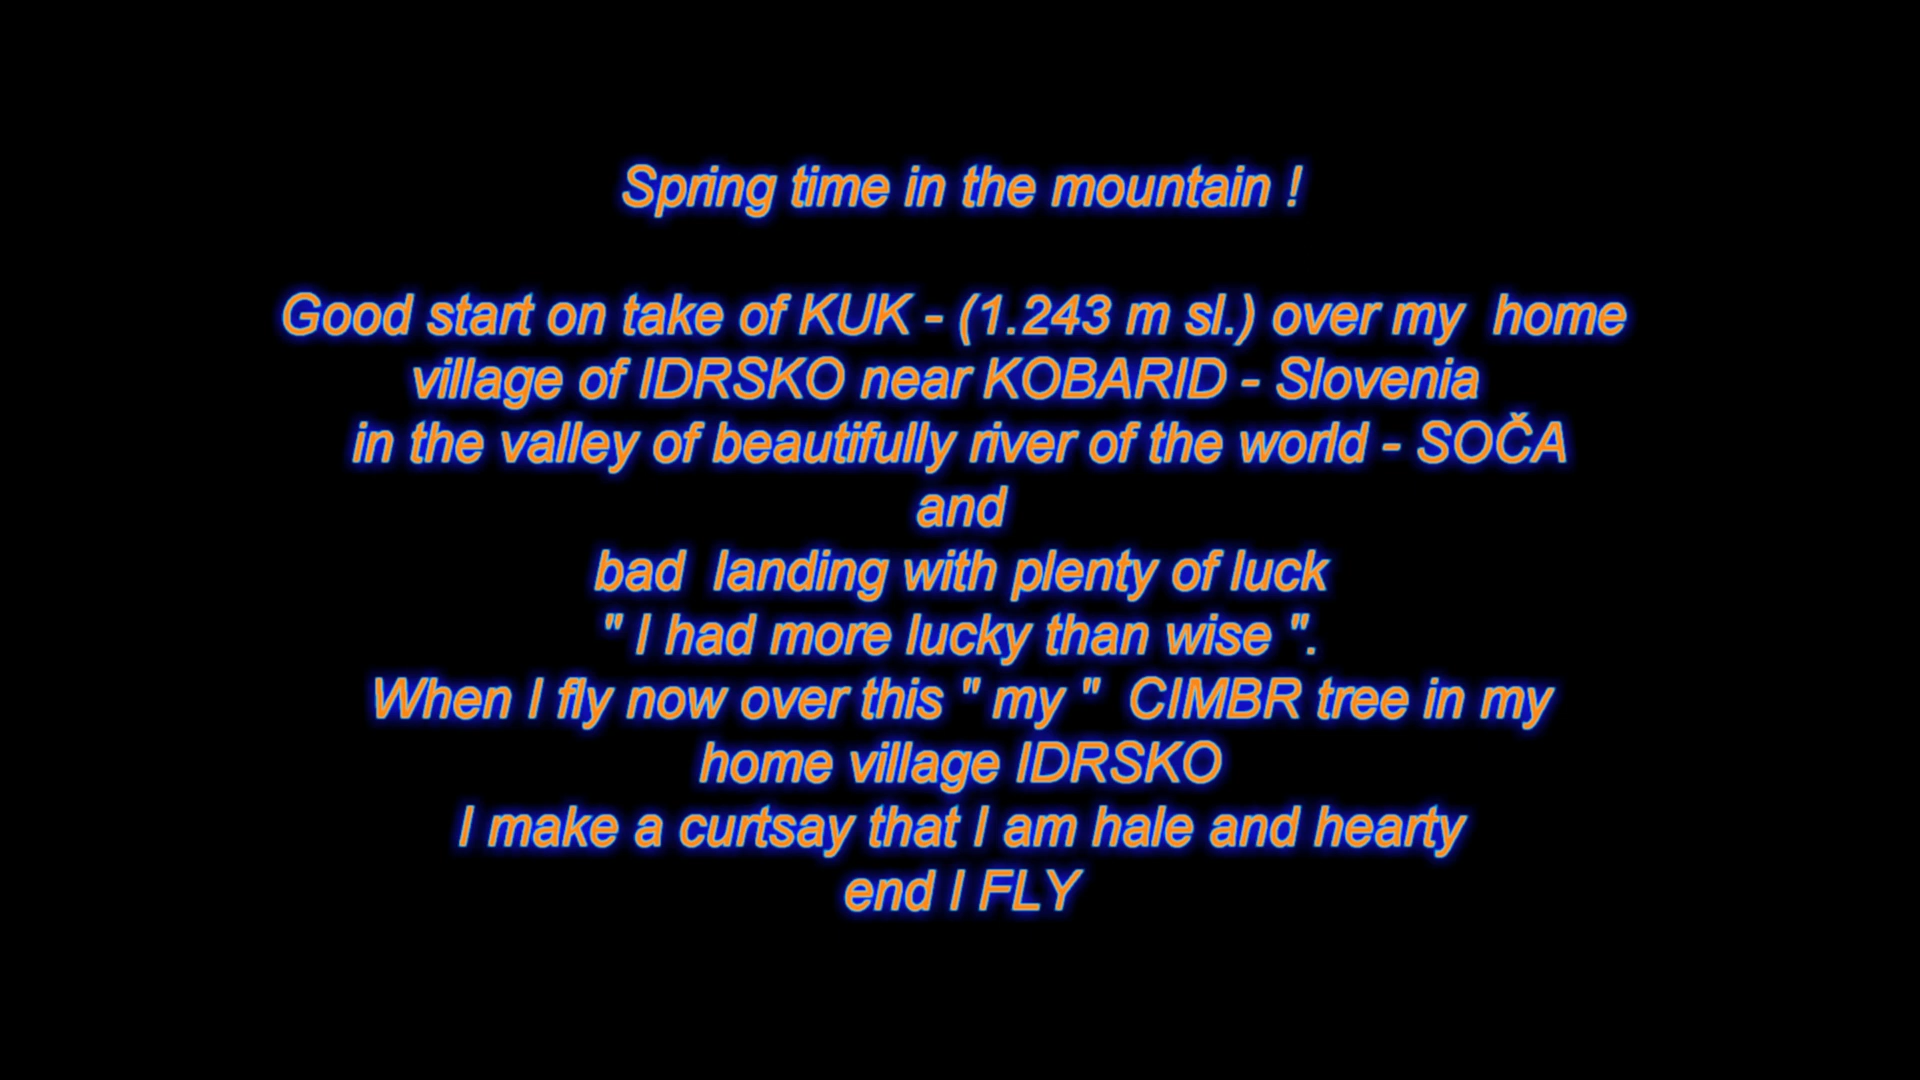 Spring time in the mountain !
Good start on take of KUK - (1.243 m sl.) over my  home
village of IDRSKO near KOBARID - Slovenia
in the valley of beautifully river of the world - SOČA
and
bad  landing with plenty of luck
" I had more lucky than wise ".
When I fly now over this " my "  CIMBR tree in my
home village IDRSKO
I make a curtsay that I am hale and hearty
end I FLY